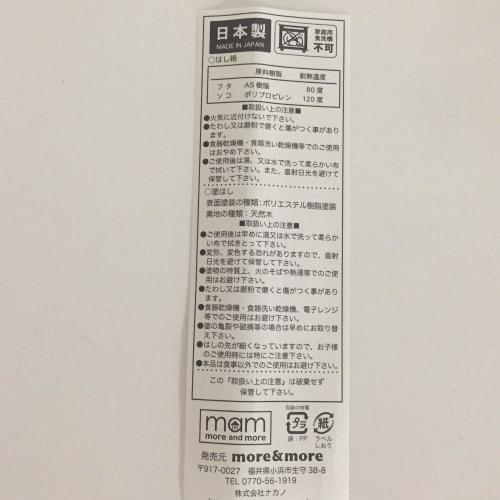 日本製
MADE IN JAPAN
家庭用
食洗機
不可
○はし箱
原料樹脂 耐熱温度
フタ AS樹脂 80度
ソコ ポリプロピレン 120度
■取扱い上の注意■
●火気に近付けないで下さい。
●たわし又は磨粉で磨くと傷がつく事があり
ます。
●食器乾燥機・食器洗い乾燥機等でのご使用
はおやめ下さい。
●ご使用後は湯、又は水で洗って柔らかい布
で拭いて下さい。また、直射日光を避けて
保管して下さい。
○塗はし
表面塗装の種類:ポリエステル樹脂塗装
素地の種類:天然木
■取扱い上の注意■
●ご使用後は早めに湯又は水で洗って柔らか
い布で拭きとって下さい。
●変形、変色する恐れがありますので、直射
日光を避けて保管して下さい。
●塗物の特質上、火のそばや熱湯等でのご使
用はお避け下さい。
●たわし又は磨粉で磨くと傷がつく事があり
ます。
●食器乾燥機・食器洗い乾燥機、電子レンジ
等でのご使用はお避け下さい。
●塗の亀裂や破損等の場合は早めにお取り替
え下さい。
●はしの先が細くなっていますので、お子様
のご使用時には特にご注意下さい。
●本品は食事以外でのご使用はお避け下さい。
この『取扱い上の注意』は破棄せず
保管して下さい。
mam
more and more
包装の材質
プラ
袋:PP
紙
ラベル
しおり
発売元 more&more
〒917-0027 福井県小浜市生守38-8
TEL 0770-56-1919
株式会社ナカノ